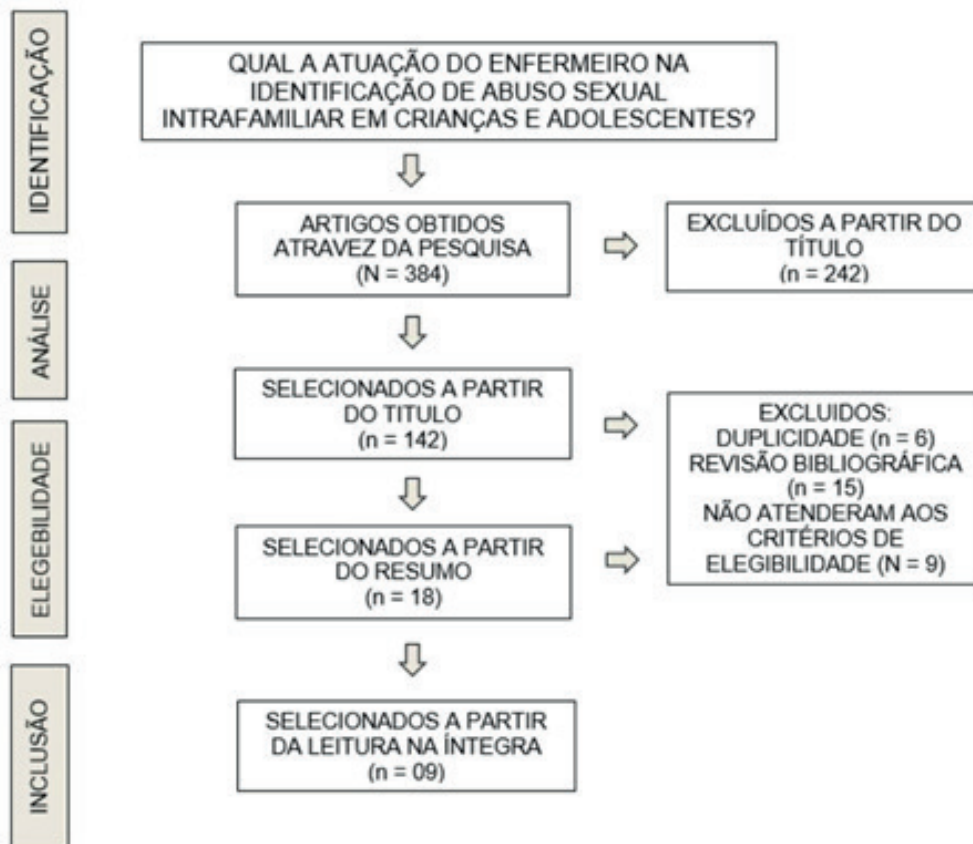 IDENTIFICAÇÃO
QUAL A ATUAÇÃO DO ENFERMEIRO NA
IDENTIFICAÇÃO DE ABUSO SEXUAL
INTRAFAMILIAR EM CRIANÇAS E ADOLESCENTES?
ARTIGOS OBTIDOS
ATRAVEZ DA PESQUISA
(N = 384)
EXCLUÍDOS A PARTIR DO
TÍTULO
(n = 242)
ANÁLISE
SELECIONADOS A PARTIR
DO TITULO
(n = 142)
EXCLUIDOS:
DUPLICIDADE (n = 6)
REVISÃO BIBLIOGRÁFICA
(n = 15)
NÃO ATENDERAM AOS
CRITÉRIOS DE
ELEGIBILIDADE (N = 9)
ELEGEBILIDADE
SELECIONADOS A PARTIR
DO RESUMO
(n = 18)
INCLUSÃO
SELECIONADOS A PARTIR
DA LEITURA NA ÍNTEGRA
(n = 09)